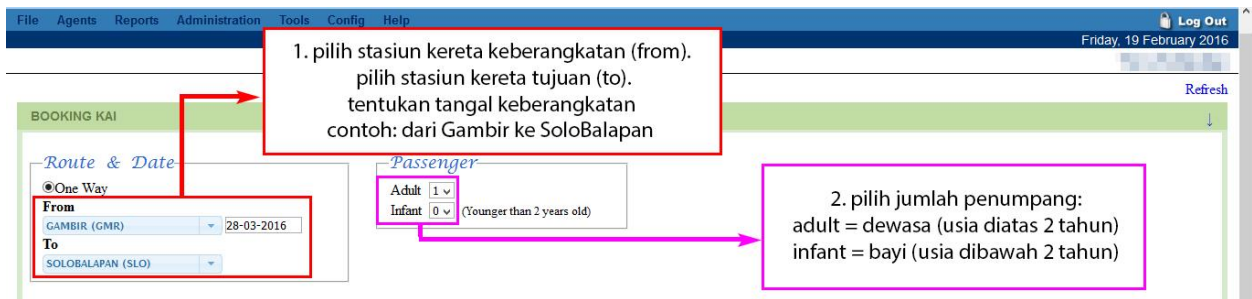 File Agents Reports Administration Tools Config Help Log Out
Friday, 19 February 2016
Refresh
1. pilih stasiun kereta keberangkatan (from).
pilih stasiun kereta tujuan (to).
tentukan tangal keberangkatan
contoh: dari Gambir ke SoloBalapan
BOOKING KAI ↓
Route & Date
One Way
From
GAMBIR (GMR) 28-03-2016
To
SOLOBALAPAN (SLO)
Passenger
Adult 1
Infant 0 (Younger than 2 years old)
2. pilih jumlah penumpang:
adult = dewasa (usia diatas 2 tahun)
infant = bayi (usia dibawah 2 tahun)